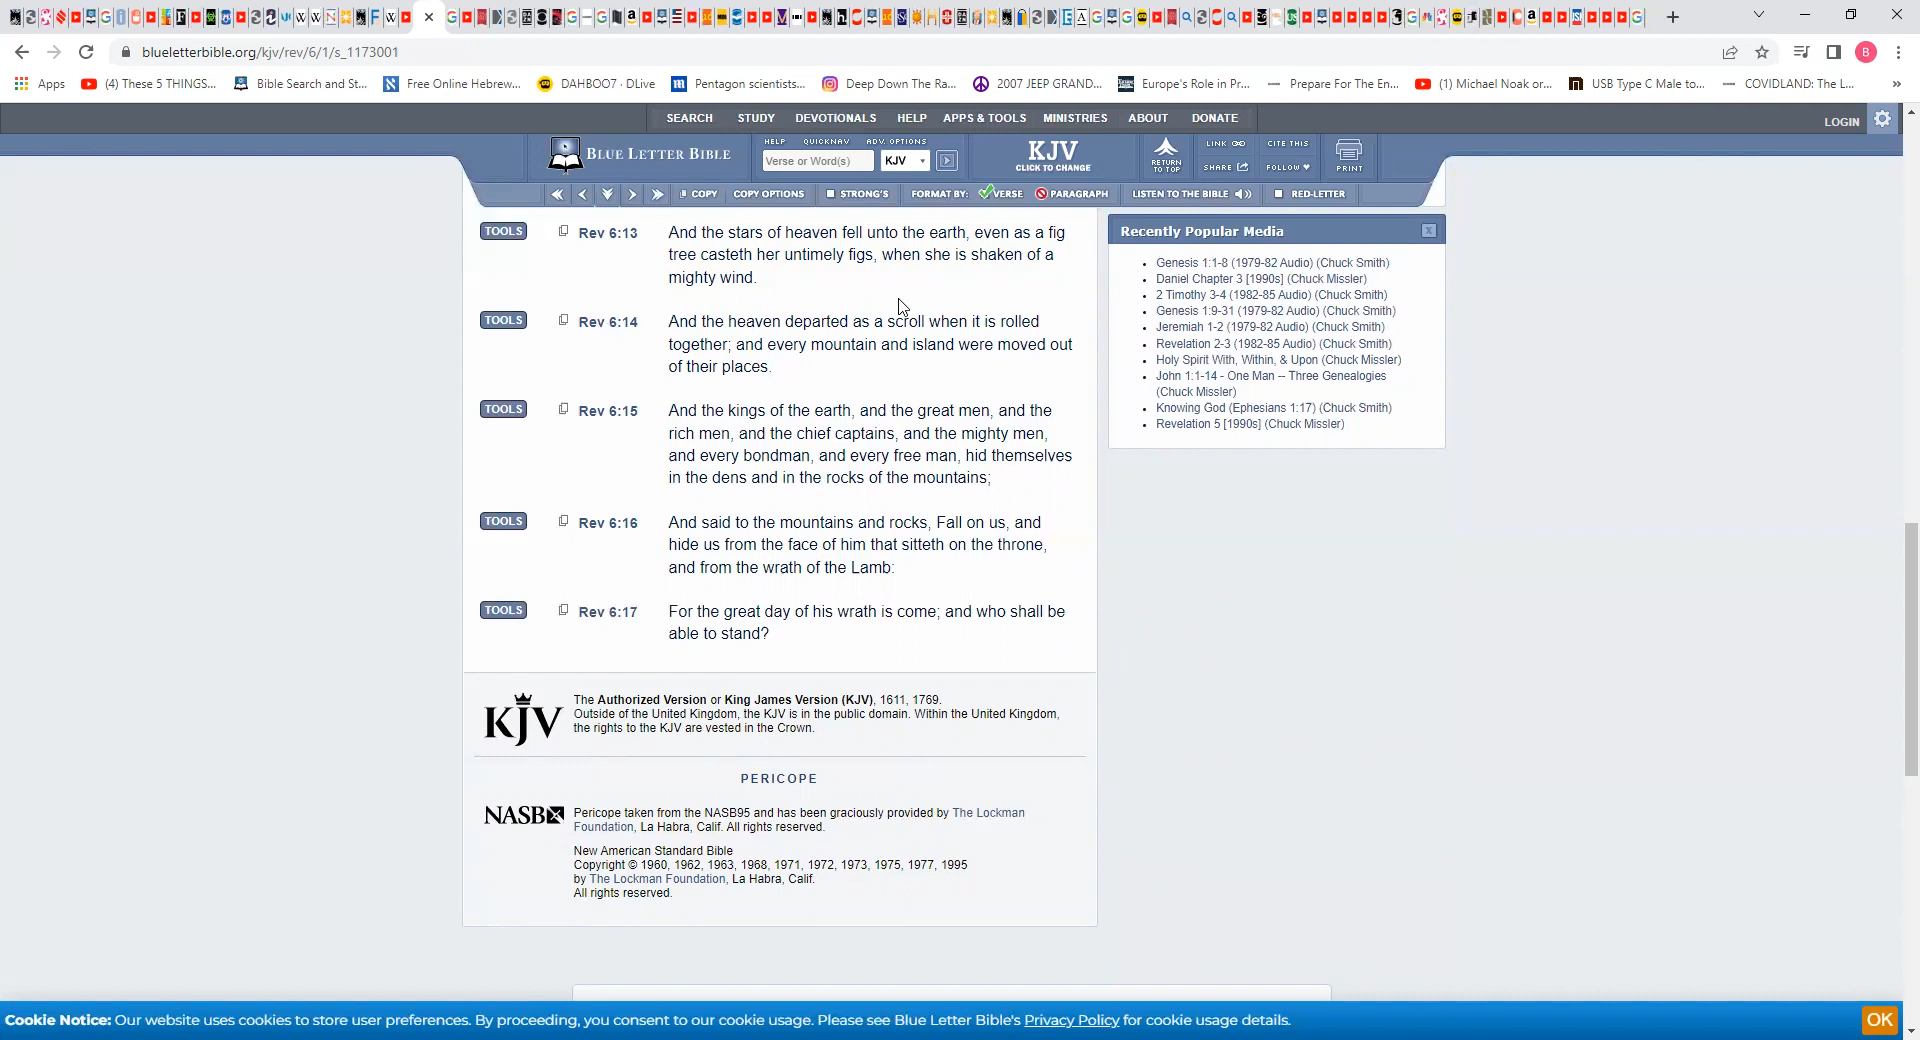 blueletterbible.org/kjv/rev/6/1/s_1173001
B
Apps
(4) These 5 THINGS...
Bible Search and St...
Free Online Hebrew...
DAHBOO7 · DLive
Pentagon scientists...
Deep Down The Ra...
2007 JEEP GRAND...
Europe's Role in Pr...
Prepare For The En...
(1) Michael Noak or...
USB Type C Male to...
COVIDLAND: The L...
SEARCH STUDY DEVOTIONALS HELP APPS & TOOLS MINISTRIES ABOUT DONATE
LOGIN
BLUE LETTER BIBLE
HELP QUICKNAV ADV. OPTIONS
Verse or Word(s)
KJV
KJV
CLICK TO CHANGE
RETURN
TO TOP
LINK
CITE THIS
SHARE
FOLLOW
PRINT
COPY COPY OPTIONS STRONG'S FORMAT BY: VERSE PARAGRAPH LISTEN TO THE BIBLE RED-LETTER
TOOLS Rev 6:13 And the stars of heaven fell unto the earth, even as a fig
tree casteth her untimely figs, when she is shaken of a
mighty wind.
TOOLS Rev 6:14 And the heaven departed as a scroll when it is rolled
together; and every mountain and island were moved out
of their places.
TOOLS Rev 6:15 And the kings of the earth, and the great men, and the
rich men, and the chief captains, and the mighty men,
and every bondman, and every free man, hid themselves
in the dens and in the rocks of the mountains;
TOOLS Rev 6:16 And said to the mountains and rocks, Fall on us, and
hide us from the face of him that sitteth on the throne,
and from the wrath of the Lamb:
TOOLS Rev 6:17 For the great day of his wrath is come; and who shall be
able to stand?
Recently Popular Media
x
Genesis 1:1-8 (1979-82 Audio) (Chuck Smith)
Daniel Chapter 3 [1990s] (Chuck Missler)
2 Timothy 3-4 (1982-85 Audio) (Chuck Smith)
Genesis 1:9-31 (1979-82 Audio) (Chuck Smith)
Jeremiah 1-2 (1979-82 Audio) (Chuck Smith)
Revelation 2-3 (1982-85 Audio) (Chuck Smith)
Holy Spirit With, Within, & Upon (Chuck Missler)
John 1:1-14 - One Man -- Three Genealogies
(Chuck Missler)
Knowing God (Ephesians 1:17) (Chuck Smith)
Revelation 5 [1990s] (Chuck Missler)
KJV
The Authorized Version or King James Version (KJV), 1611, 1769.
Outside of the United Kingdom, the KJV is in the public domain. Within the United Kingdom,
the rights to the KJV are vested in the Crown.
PERICOPE
NASB
Pericope taken from the NASB95 and has been graciously provided by The Lockman
Foundation, La Habra, Calif. All rights reserved.
New American Standard Bible
Copyright © 1960, 1962, 1963, 1968, 1971, 1972, 1973, 1975, 1977, 1995
by The Lockman Foundation, La Habra, Calif.
All rights reserved.
Cookie Notice: Our website uses cookies to store user preferences. By proceeding, you consent to our cookie usage. Please see Blue Letter Bible's Privacy Policy for cookie usage details.
OK